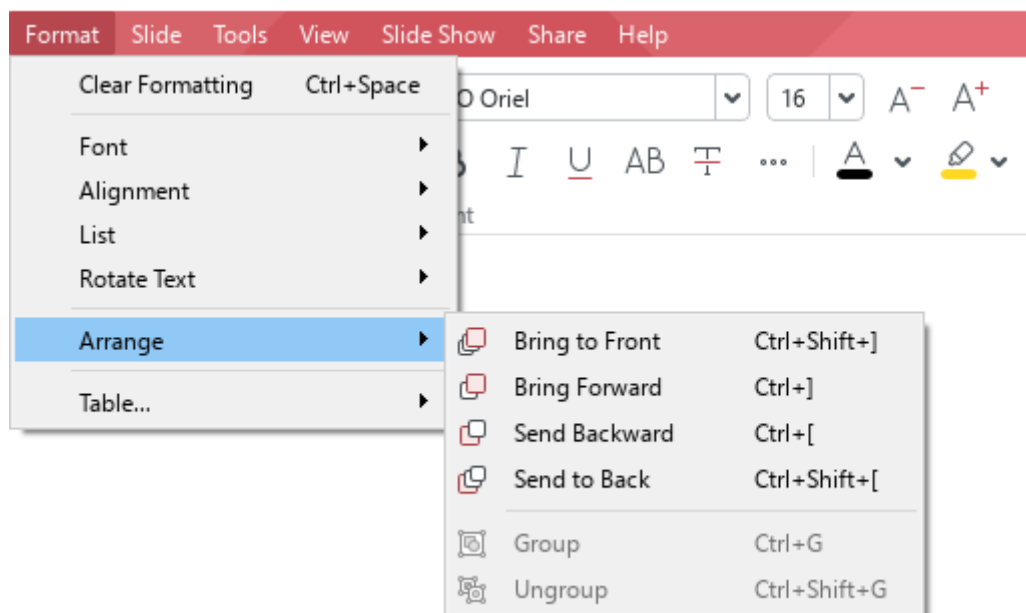 Format Slide Tools View Slide Show Share Help
Clear Formatting Ctrl+Space
O Oriel 16 A− A+
Font
I U AB T ... A
Alignment
List
Rotate Text
Arrange
Bring to Front Ctrl+Shift+]
Bring Forward Ctrl+]
Table...
Send Backward Ctrl+[
Send to Back Ctrl+Shift+[
Group Ctrl+G
Ungroup Ctrl+Shift+G